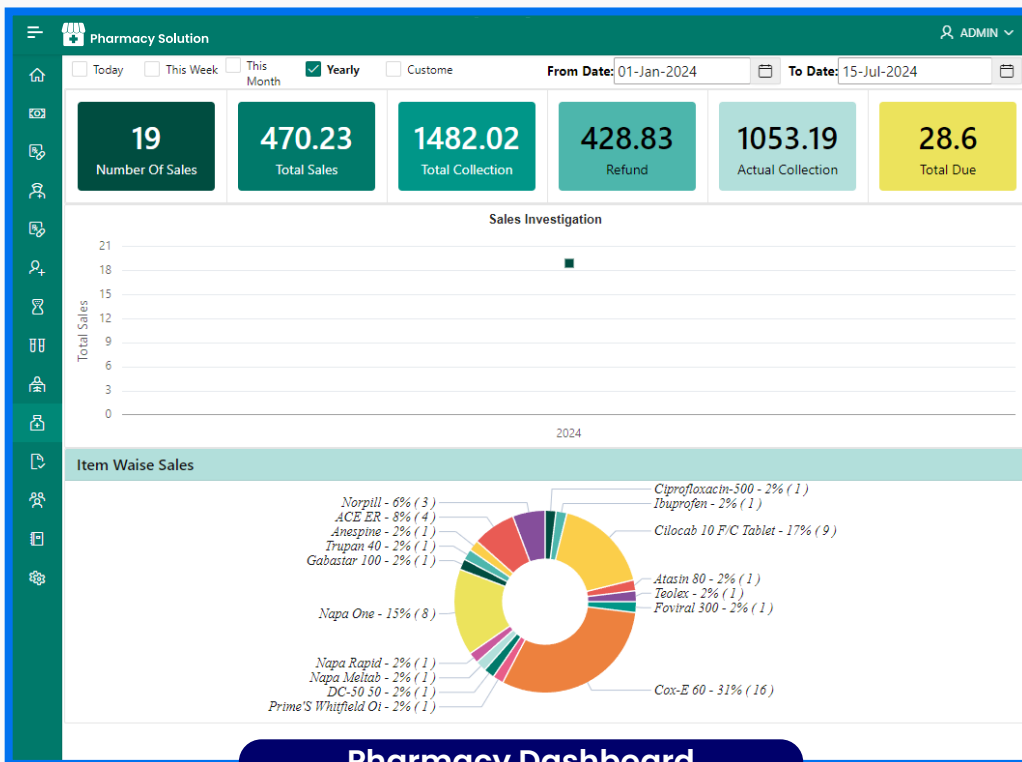 Pharmacy Solution
ADMIN
Today
This Week
This
Month
Yearly
Custome
From Date: 01-Jan-2024
To Date: 15-Jul-2024
19
Number Of Sales
470.23
Total Sales
1482.02
Total Collection
428.83
Refund
1053.19
Actual Collection
28.6
Total Due
Sales Investigation
Total Sales
21
18
15
12
9
6
3
0
2024
Item Waise Sales
Norpill - 6% ( 3 )
ACE ER - 8% ( 4 )
Anespine - 2% ( 1 )
Trupan 40 - 2% ( 1 )
Gabastar 100 - 2% ( 1 )
Napa One - 15% ( 8 )
Napa Rapid - 2% ( 1 )
Napa Meltab - 2% ( 1 )
DC-50 50 - 2% ( 1 )
Prime'S Whitfield Oi - 2% ( 1 )
Ciprofloxacin-500 - 2% ( 1 )
Ibuprofen - 2% ( 1 )
Cilocab 10 F/C Tablet - 17% ( 9 )
Atasin 80 - 2% ( 1 )
Teolex - 2% ( 1 )
Foviral 300 - 2% ( 1 )
Cox-E 60 - 31% ( 16 )
Pharmacy Dashboard